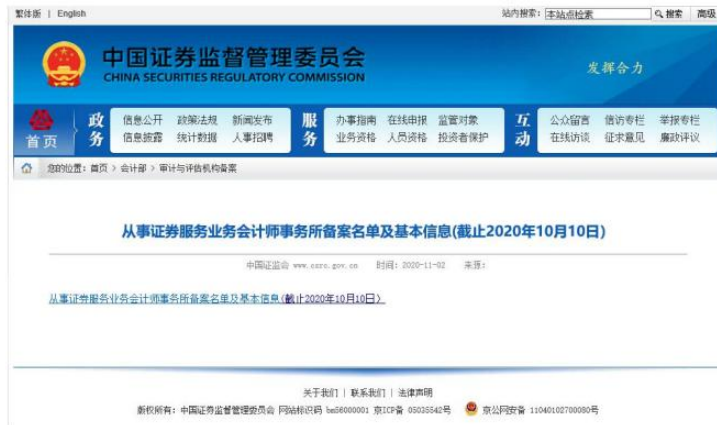 繁体版 | English 站内搜索: 本站点检索 搜索 高级
中国证券监督管理委员会
CHINA SECURITIES REGULATORY COMMISSION
发挥合力
首页
政务
信息公开 政策法规 新闻发布
信息披露 统计数据 人事招聘
服务
办事指南 在线申报 监管对象
业务资格 人员资格 投资者保护
互动
公众留言 信访专栏 举报专栏
在线访谈 征求意见 廉政评议
您的位置: 首页 > 会计部 > 审计与评估机构备案
从事证券服务业务会计师事务所备案名单及基本信息(截止2020年10月10日)
中国证监会 www.csrc.gov.cn 时间: 2020-11-02 来源:
从事证券服务业务会计师事务所备案名单及基本信息(截止2020年10月10日)
关于我们 | 联系我们 | 法律声明
版权所有: 中国证券监督管理委员会 网站标识码 bm56000001 京ICP备 05035542号 京公网安备 11040102700080号